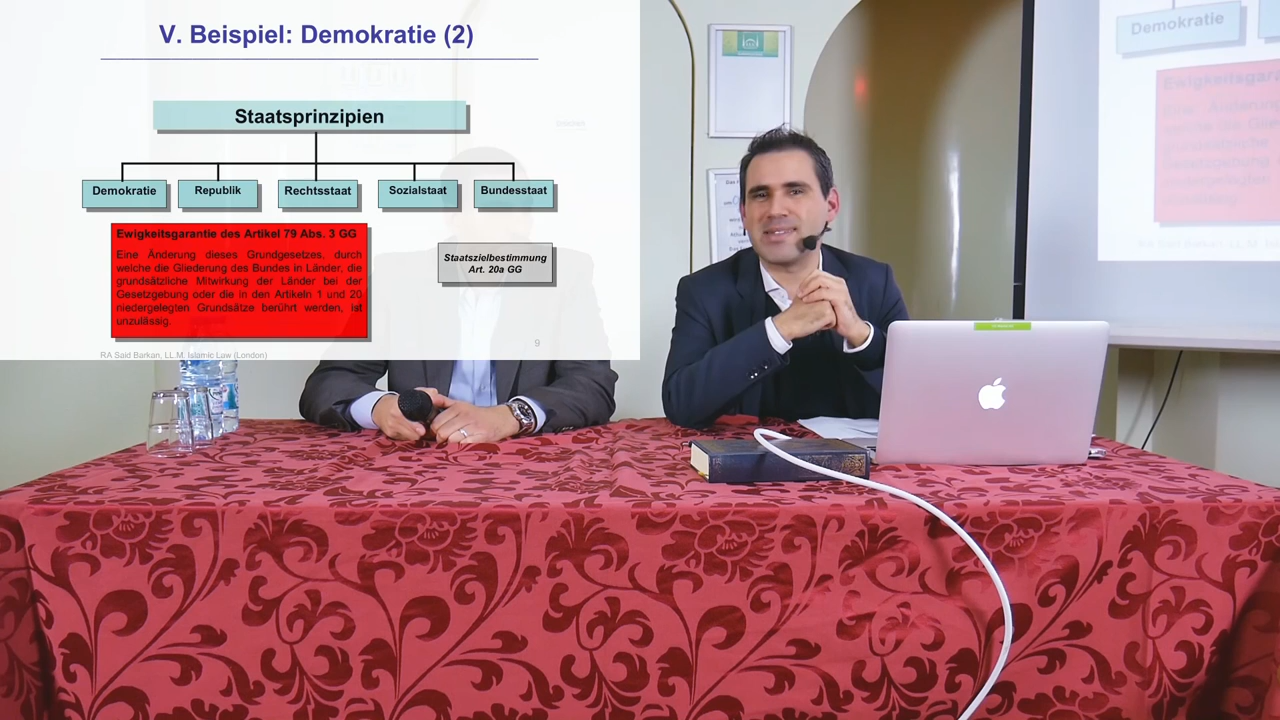 V. Beispiel: Demokratie (2)
Staatsprinzipien
Demokratie
Republik
Rechtsstaat
Sozialstaat
Bundesstaat
Ewigkeitsgarantie des Artikel 79 Abs. 3 GG
Eine Änderung dieses Grundgesetzes, durch
welche die Gliederung des Bundes in Länder, die
grundsätzliche Mitwirkung der Länder bei der
Gesetzgebung oder die in den Artikeln 1 und 20
niedergelegten Grundsätze berührt werden, ist
unzulässig.
Staatszielbestimmung
Art. 20a GG
9
RA Said Barkan, LL.M. Islamic Law (London)
Demokratie